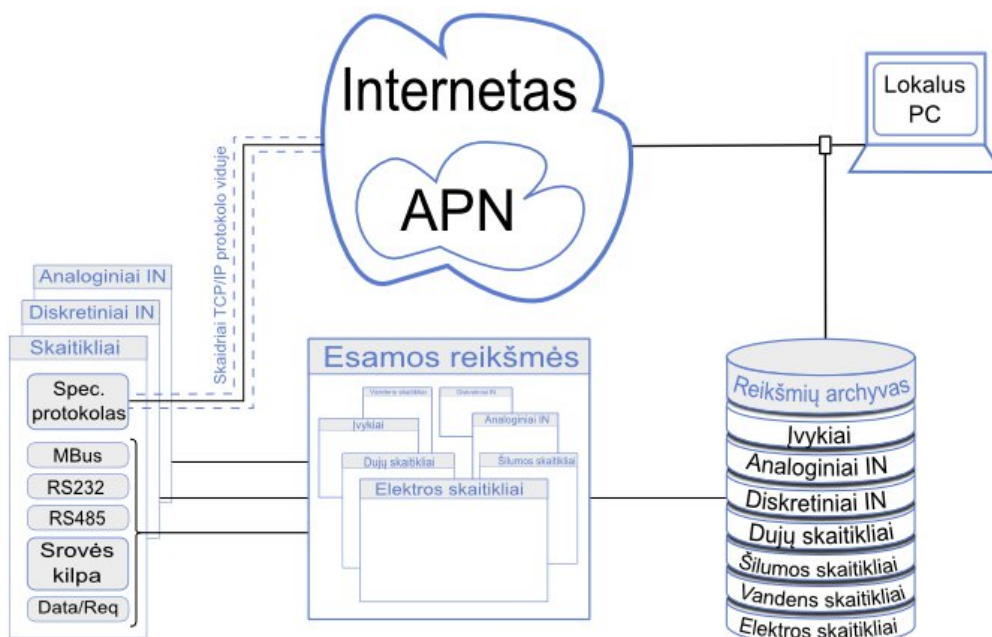 Internetas
APN
Lokalus
PC
Skaidriai TCP/IP protokolo viduje
Analoginiai IN
Diskretiniai IN
Skaitikliai
Spec.
protokolas
MBus
RS232
RS485
Srovės
kilpa
Data/Req
Esamos reikšmės
Vandens skaitikliai
Diskretiniai IN
Įvykiai
Analoginiai IN
Dujų skaitikliai
Šilumos skaitikliai
Elektros skaitikliai
Reikšmių archyvas
Įvykiai
Analoginiai IN
Diskretiniai IN
Dujų skaitikliai
Šilumos skaitikliai
Vandens skaitikliai
Elektros skaitikliai